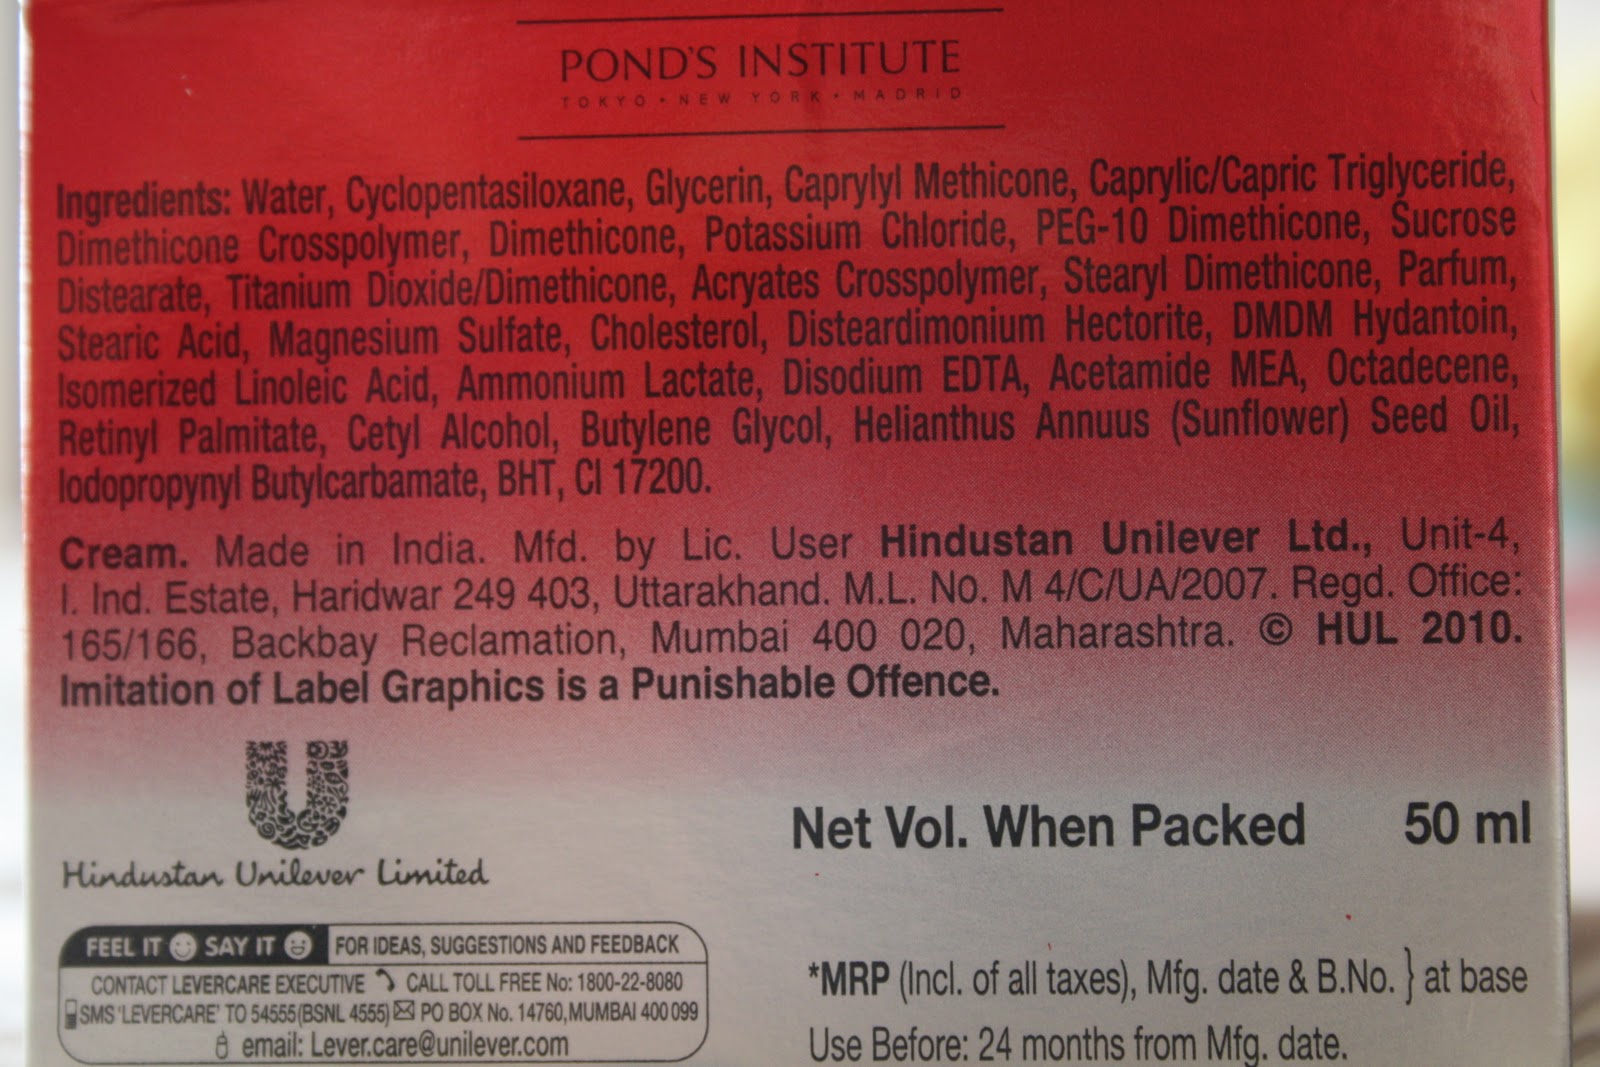 POND'S INSTITUTE
TOKYO • NEW YORK • MADRID
Ingredients: Water, Cyclopentasiloxane, Glycerin, Caprylyl Methicone, Caprylic/Capric Triglyceride,
Dimethicone Crosspolymer, Dimethicone, Potassium Chloride, PEG-10 Dimethicone, Sucrose
Distearate, Titanium Dioxide/Dimethicone, Acryates Crosspolymer, Stearyl Dimethicone, Parfum,
Stearic Acid, Magnesium Sulfate, Cholesterol, Disteardimonium Hectorite, DMDM Hydantoin,
Isomerized Linoleic Acid, Ammonium Lactate, Disodium EDTA, Acetamide MEA, Octadecene,
Retinyl Palmitate, Cetyl Alcohol, Butylene Glycol, Helianthus Annuus (Sunflower) Seed Oil,
Iodopropynyl Butylcarbamate, BHT, CI 17200.
Cream. Made in India. Mfd. by Lic. User Hindustan Unilever Ltd., Unit-4,
I. Ind. Estate, Haridwar 249 403, Uttarakhand. M.L. No. M 4/C/UA/2007. Regd. Office:
165/166, Backbay Reclamation, Mumbai 400 020, Maharashtra. © HUL 2010.
Imitation of Label Graphics is a Punishable Offence.
Hindustan Unilever Limited
Net Vol. When Packed 50 ml
FEEL IT SAY IT FOR IDEAS, SUGGESTIONS AND FEEDBACK
CONTACT LEVERCARE EXECUTIVE CALL TOLL FREE No: 1800-22-8080
SMS 'LEVERCARE' TO 54555(BSNL 4555) PO BOX No. 14760, MUMBAI 400 099
email: Lever.care@unilever.com
*MRP (Incl. of all taxes), Mfg. date & B.No. } at base
Use Before: 24 months from Mfg. date.